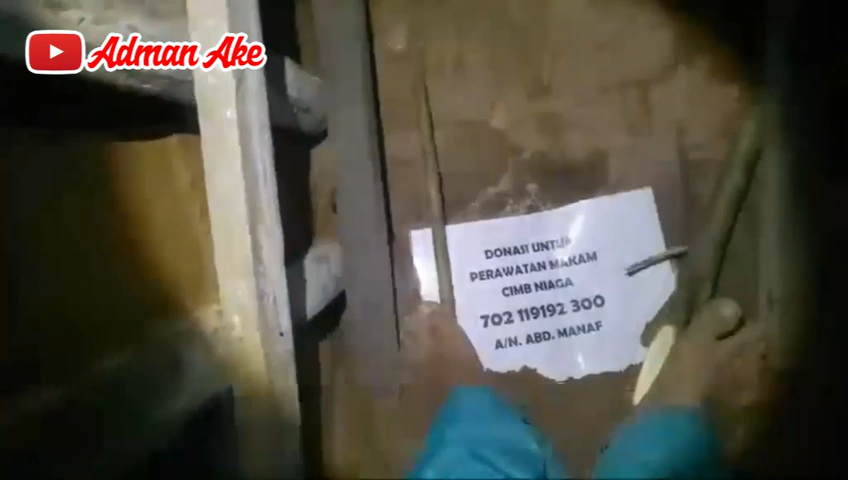 Adman Ake
DONASI UNTUK
PERAWATAN MAKAM
CIMB NIAGA
702 119192 300
A/N. ABD. MANAF